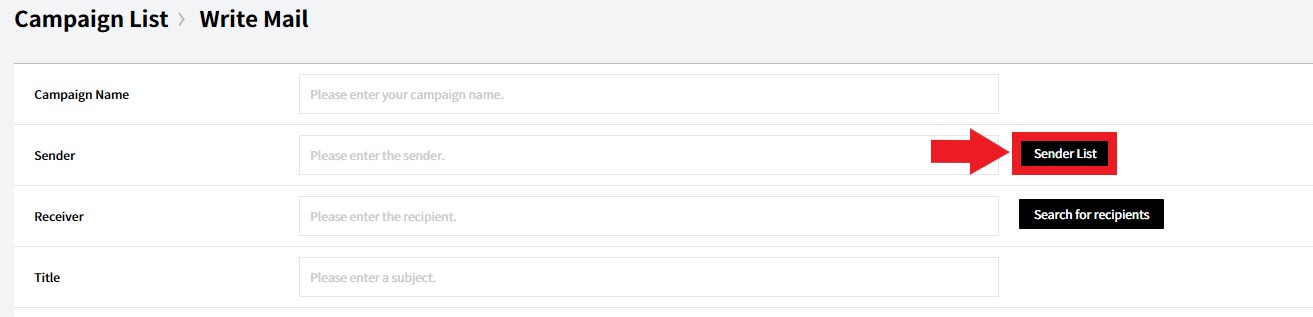 Campaign List > Write Mail
Campaign Name
Please enter your campaign name.
Sender
Please enter the sender.
Sender List
Receiver
Please enter the recipient.
Search for recipients
Title
Please enter a subject.